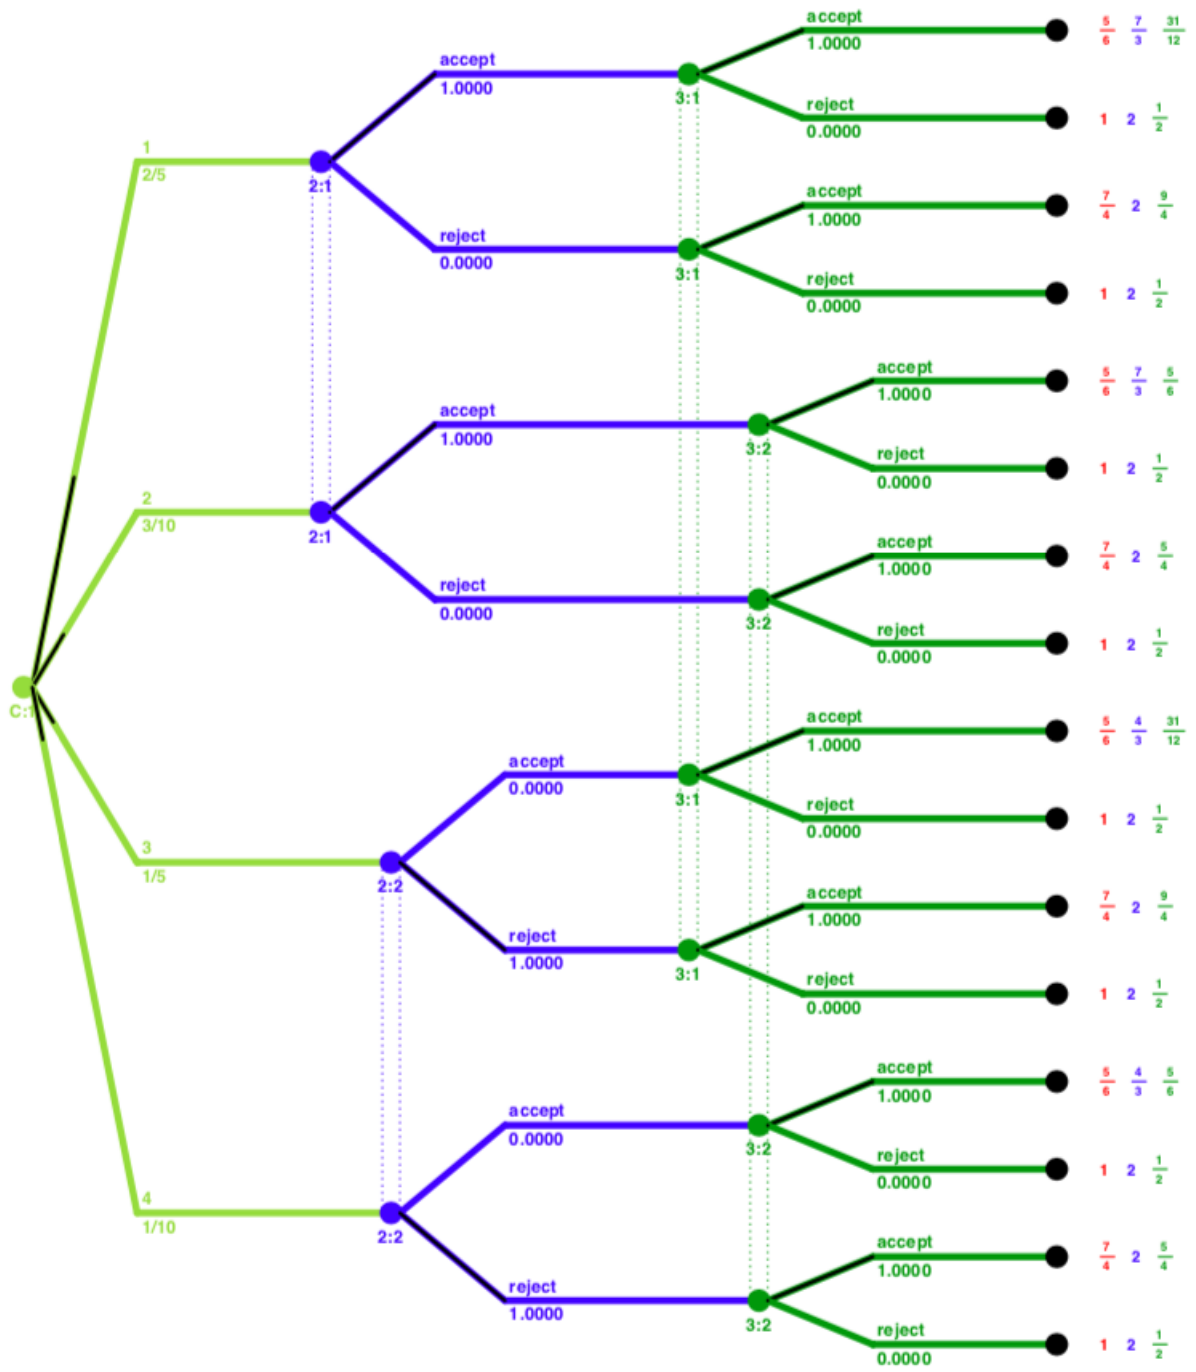 accept
1.0000
5/6 7/3 31/12
3:1
accept
1.0000
reject
0.0000
1 2 1/2
1
2/5
2:1
accept
1.0000
7/4 2 9/4
reject
0.0000
3:1
reject
0.0000
1 2 1/2
accept
1.0000
5/6 7/3 5/6
accept
1.0000
3:2
reject
0.0000
1 2 1/2
2
3/10
2:1
accept
1.0000
7/4 2 5/4
reject
0.0000
3:2
reject
0.0000
1 2 1/2
C:1
accept
1.0000
5/6 4/3 31/12
accept
0.0000
3:1
reject
0.0000
1 2 1/2
3
1/5
2:2
accept
1.0000
7/4 2 9/4
reject
1.0000
3:1
reject
0.0000
1 2 1/2
accept
1.0000
5/6 4/3 5/6
accept
0.0000
3:2
reject
0.0000
1 2 1/2
4
1/10
2:2
accept
1.0000
7/4 2 5/4
reject
1.0000
3:2
reject
0.0000
1 2 1/2